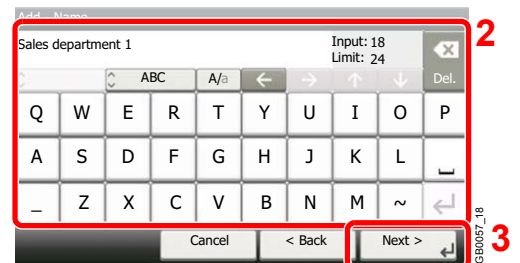 Add - Name
2
Sales department 1
Input: 18
Limit: 24
Del.
ABC
A/a
Q W E R T Y U I O P
A S D F G H J K L
_ Z X C V B N M ~
Cancel
< Back
Next >
3
GB0057_18